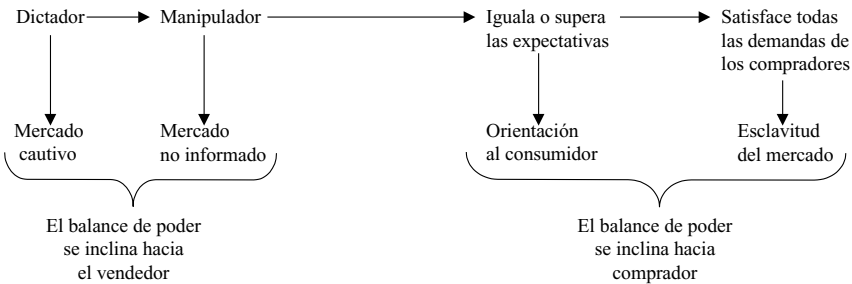 Dictador
Manipulador
Iguala o supera
las expectativas
Satisface todas
las demandas de
los compradores
Mercado
cautivo
Mercado
no informado
Orientación
al consumidor
Esclavitud
del mercado
El balance de poder
se inclina hacia
el vendedor
El balance de poder
se inclina hacia
comprador